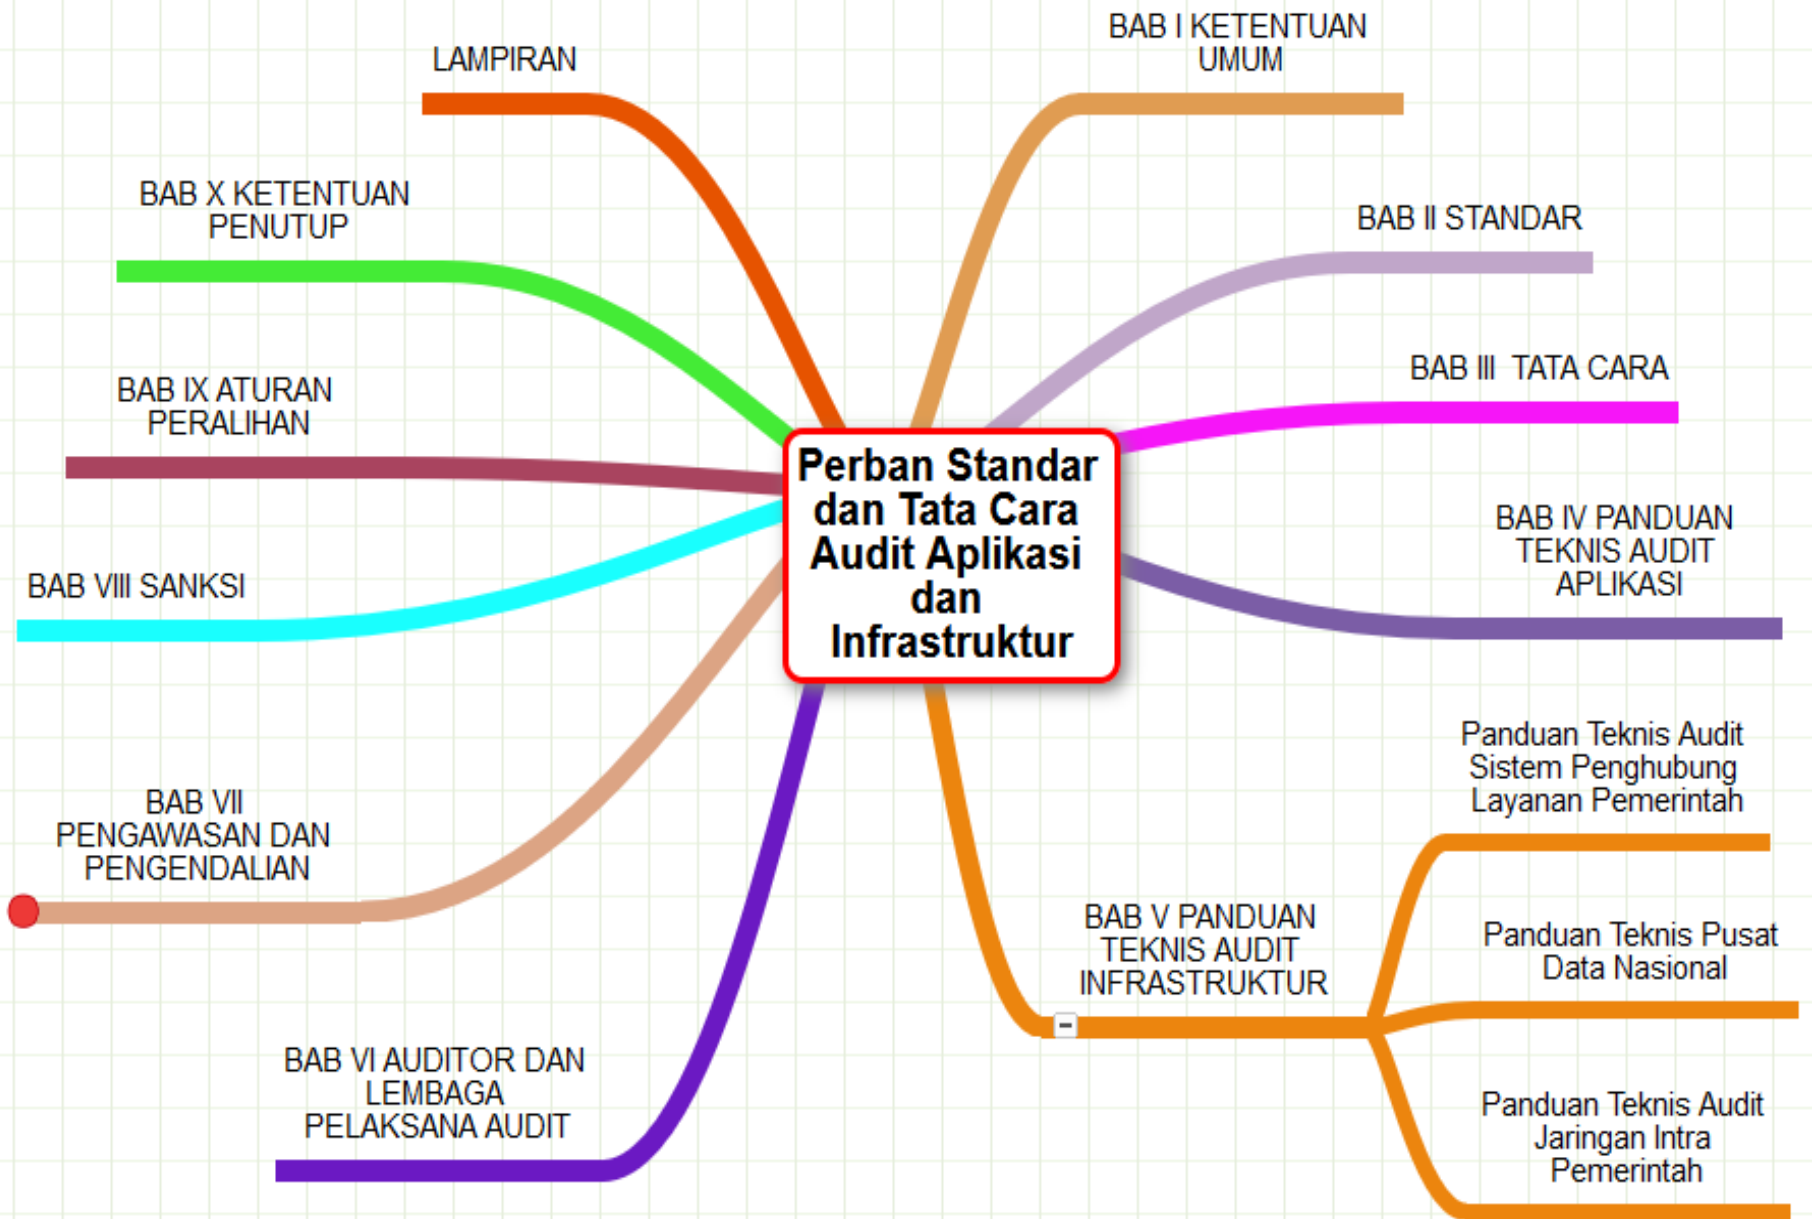 Perban Standar
dan Tata Cara
Audit Aplikasi
dan
Infrastruktur
BAB I KETENTUAN
UMUM
BAB II STANDAR
BAB III  TATA CARA
BAB IV PANDUAN
TEKNIS AUDIT
APLIKASI
BAB V PANDUAN
TEKNIS AUDIT
INFRASTRUKTUR
Panduan Teknis Audit
Sistem Penghubung
Layanan Pemerintah
Panduan Teknis Pusat
Data Nasional
Panduan Teknis Audit
Jaringan Intra
Pemerintah
BAB VI AUDITOR DAN
LEMBAGA
PELAKSANA AUDIT
BAB VII
PENGAWASAN DAN
PENGENDALIAN
BAB VIII SANKSI
BAB IX ATURAN
PERALIHAN
BAB X KETENTUAN
PENUTUP
LAMPIRAN